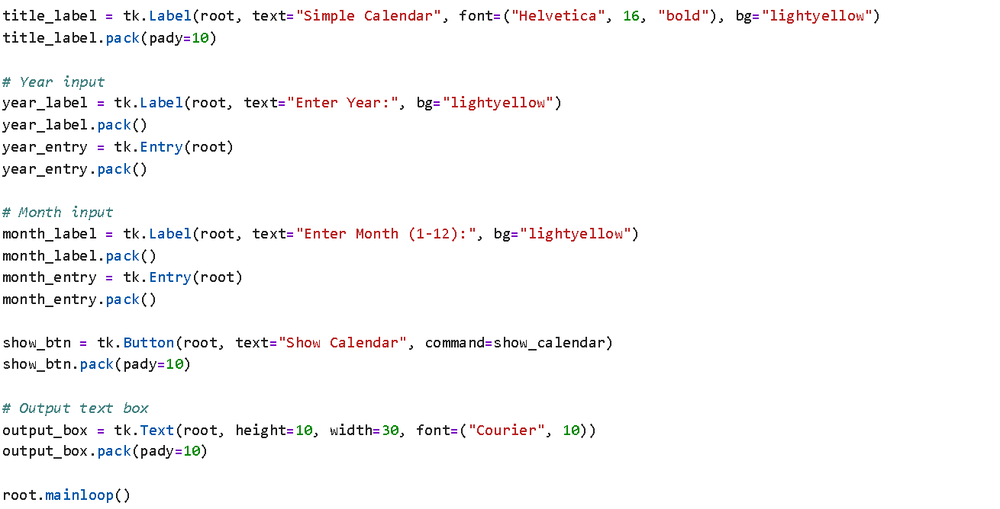 title_label = tk.Label(root, text="Simple Calendar", font=("Helvetica", 16, "bold"), bg="lightyellow")
title_label.pack(pady=10)

# Year input
year_label = tk.Label(root, text="Enter Year:", bg="lightyellow")
year_label.pack()
year_entry = tk.Entry(root)
year_entry.pack()

# Month input
month_label = tk.Label(root, text="Enter Month (1-12):", bg="lightyellow")
month_label.pack()
month_entry = tk.Entry(root)
month_entry.pack()

show_btn = tk.Button(root, text="Show Calendar", command=show_calendar)
show_btn.pack(pady=10)

# Output text box
output_box = tk.Text(root, height=10, width=30, font=("Courier", 10))
output_box.pack(pady=10)

root.mainloop()